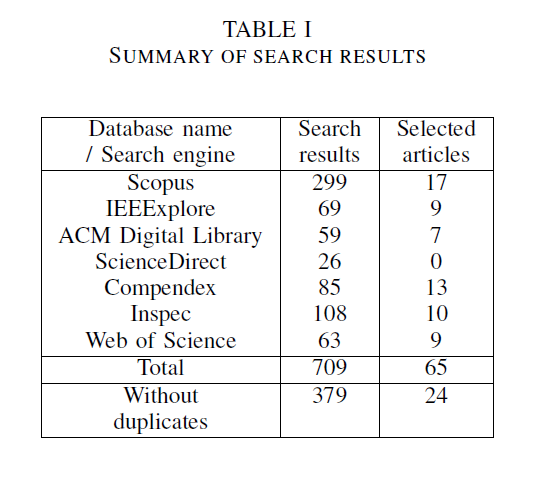 TABLE I
SUMMARY OF SEARCH RESULTS
Database name / Search engine Search results Selected articles
Scopus 299 17
IEEExplore 69 9
ACM Digital Library 59 7
ScienceDirect 26 0
Compendex 85 13
Inspec 108 10
Web of Science 63 9
Total 709 65
Without duplicates 379 24